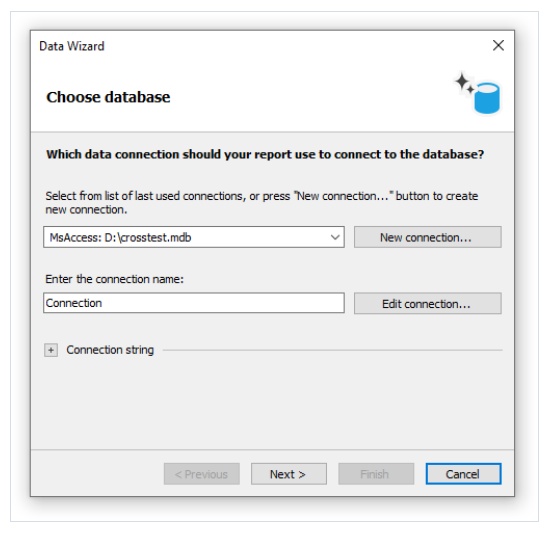 Data Wizard
Choose database
Which data connection should your report use to connect to the database?
Select from list of last used connections, or press "New connection..." button to create
new connection.
MsAccess: D:\crosstest.mdb
New connection...
Enter the connection name:
Connection
Edit connection...
+ Connection string
< Previous
Next >
Finish
Cancel